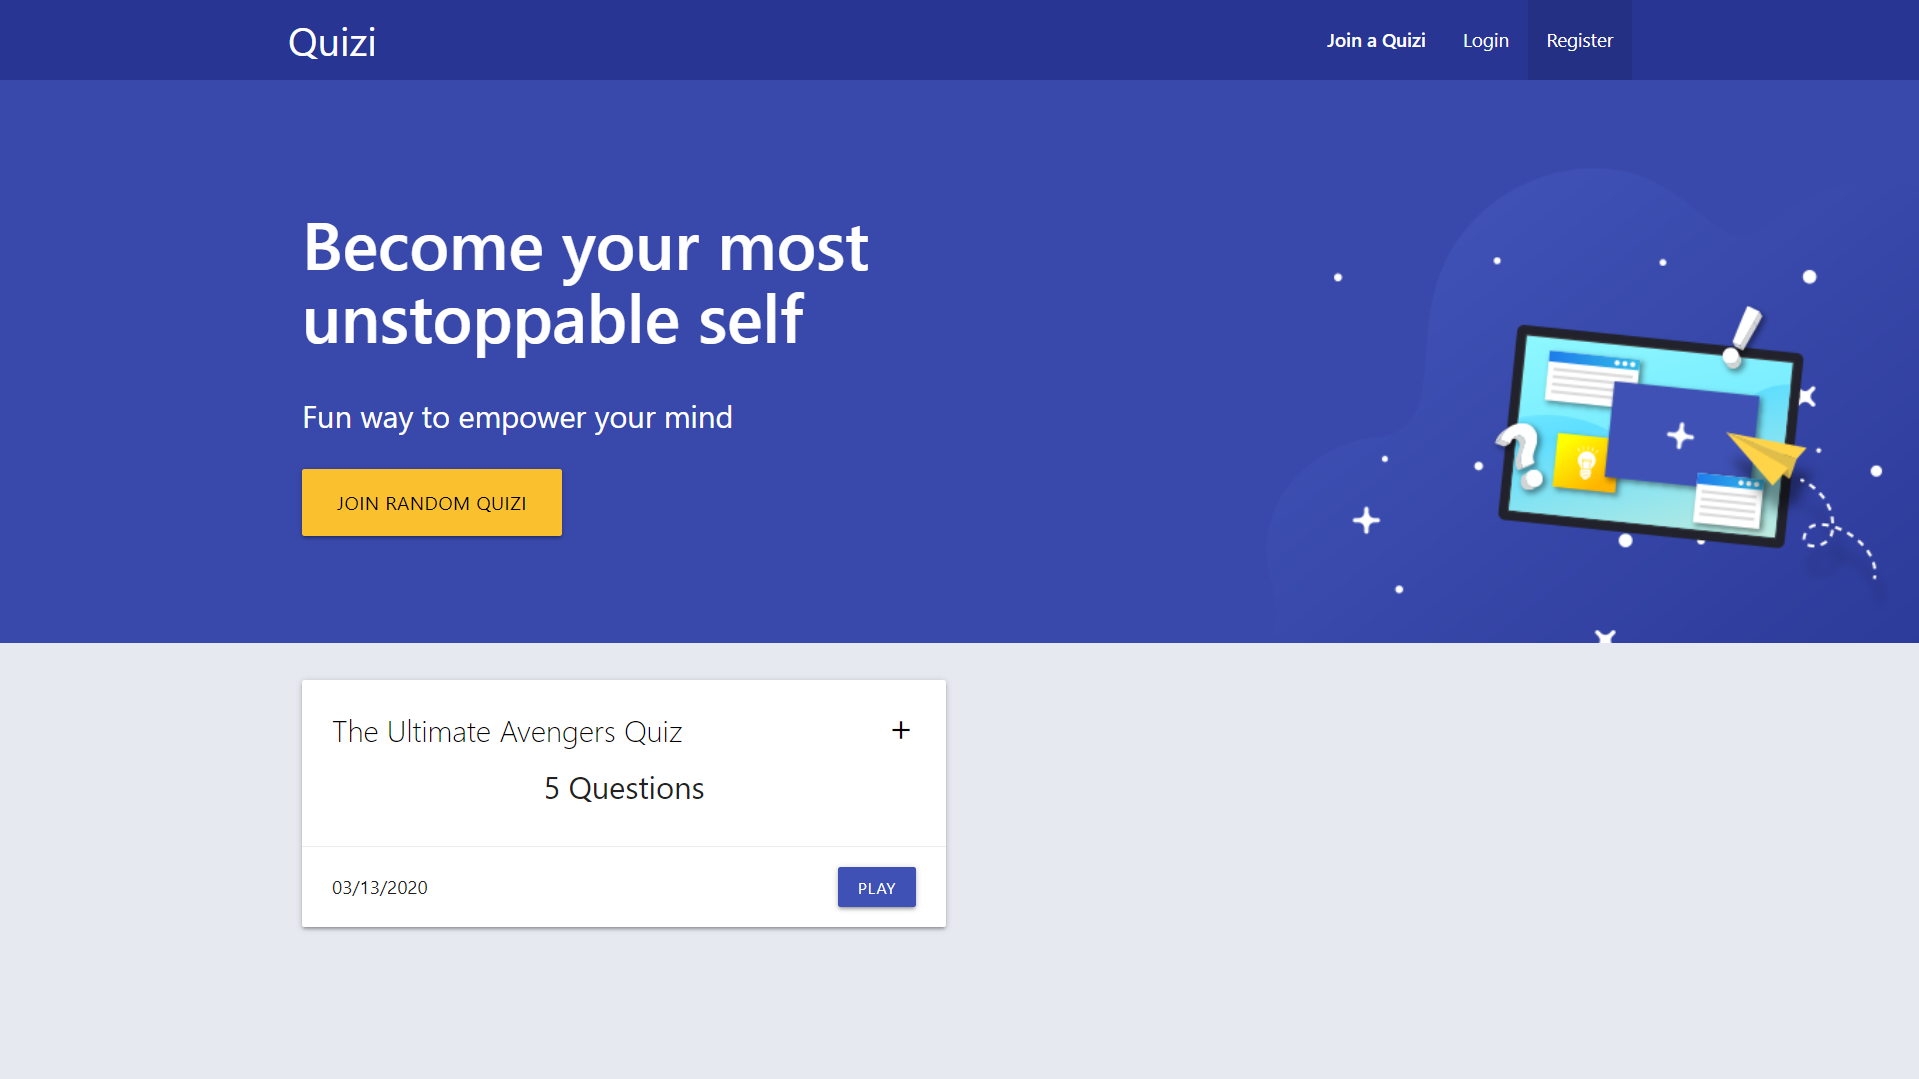 Quizi
Join a Quizi
Login
Register
Become your most
unstoppable self
Fun way to empower your mind
JOIN RANDOM QUIZI
The Ultimate Avengers Quiz
5 Questions
03/13/2020
PLAY